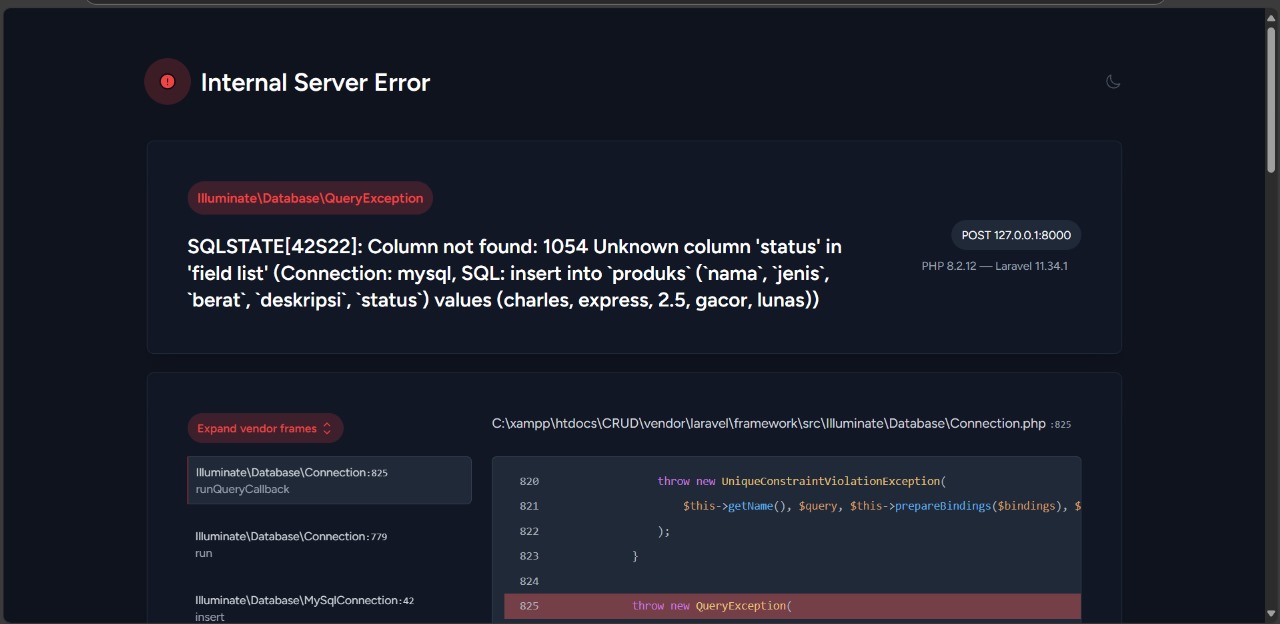 Internal Server Error
Illuminate\Database\QueryException
SQLSTATE[42S22]: Column not found: 1054 Unknown column 'status' in
'field list' (Connection: mysql, SQL: insert into `produks` (`nama`, `jenis`,
`berat`, `deskripsi`, `status`) values (charles, express, 2.5, gacor, lunas))
POST 127.0.0.1:8000
PHP 8.2.12 — Laravel 11.34.1
Expand vendor frames
Illuminate\Database\Connection:825
runQueryCallback
Illuminate\Database\Connection:779
run
Illuminate\Database\MySqlConnection:42
insert
C:\xampp\htdocs\CRUD\vendor\laravel\framework\src\Illuminate\Database\Connection.php :825
820 throw new UniqueConstraintViolationException(
821 $this->getName(), $query, $this->prepareBindings($bindings), $
822 );
823 }
824
825 throw new QueryException(